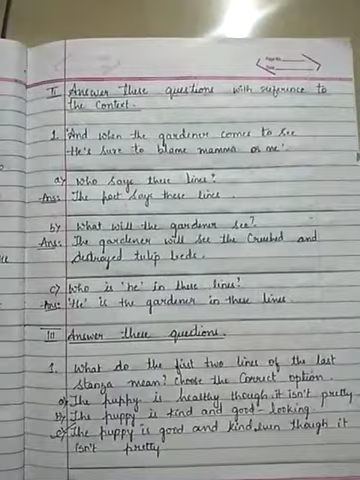 Page No.
Date
II Answer these questions with reference to
the Context.
1. 'And when the gardener comes to see
He's sure to blame mamma or me'.
a) Who says these lines?
Ans: The poet says these lines.
b) What will the gardener see?
Ans: The gardener will see the Crushed and
destroyed tulip beds.
c) Who is 'he' in these lines?
Ans: 'He' is the gardener in these lines.
III Answer these questions.
1. What do the first two lines of the last
Stanza mean? Choose the Correct option.
a) The puppy is healthy though it isn't pretty
b) The puppy is kind and good-looking
c) The puppy is good and kind, even though it
isn't pretty